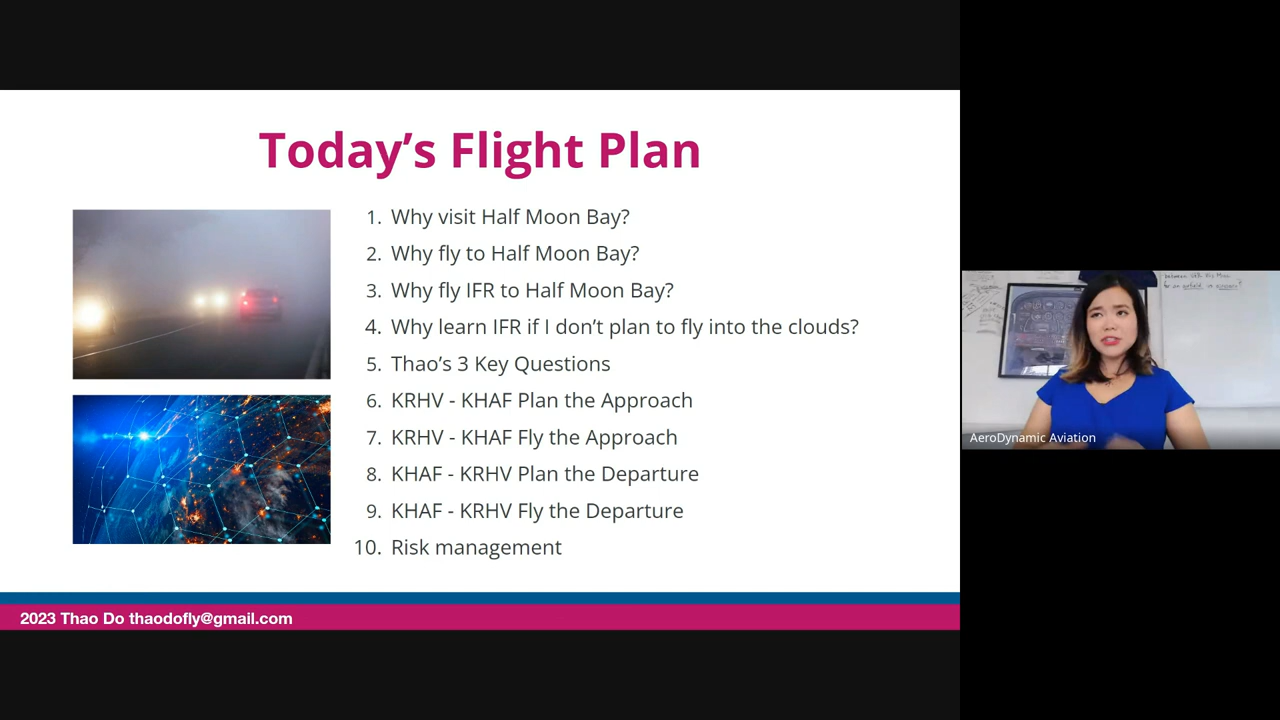 Today’s Flight Plan
1. Why visit Half Moon Bay?
2. Why fly to Half Moon Bay?
3. Why fly IFR to Half Moon Bay?
4. Why learn IFR if I don’t plan to fly into the clouds?
5. Thao’s 3 Key Questions
6. KRHV - KHAF Plan the Approach
7. KRHV - KHAF Fly the Approach
8. KHAF - KRHV Plan the Departure
9. KHAF - KRHV Fly the Departure
10. Risk management
2023 Thao Do thaodofly@gmail.com
AeroDynamic Aviation